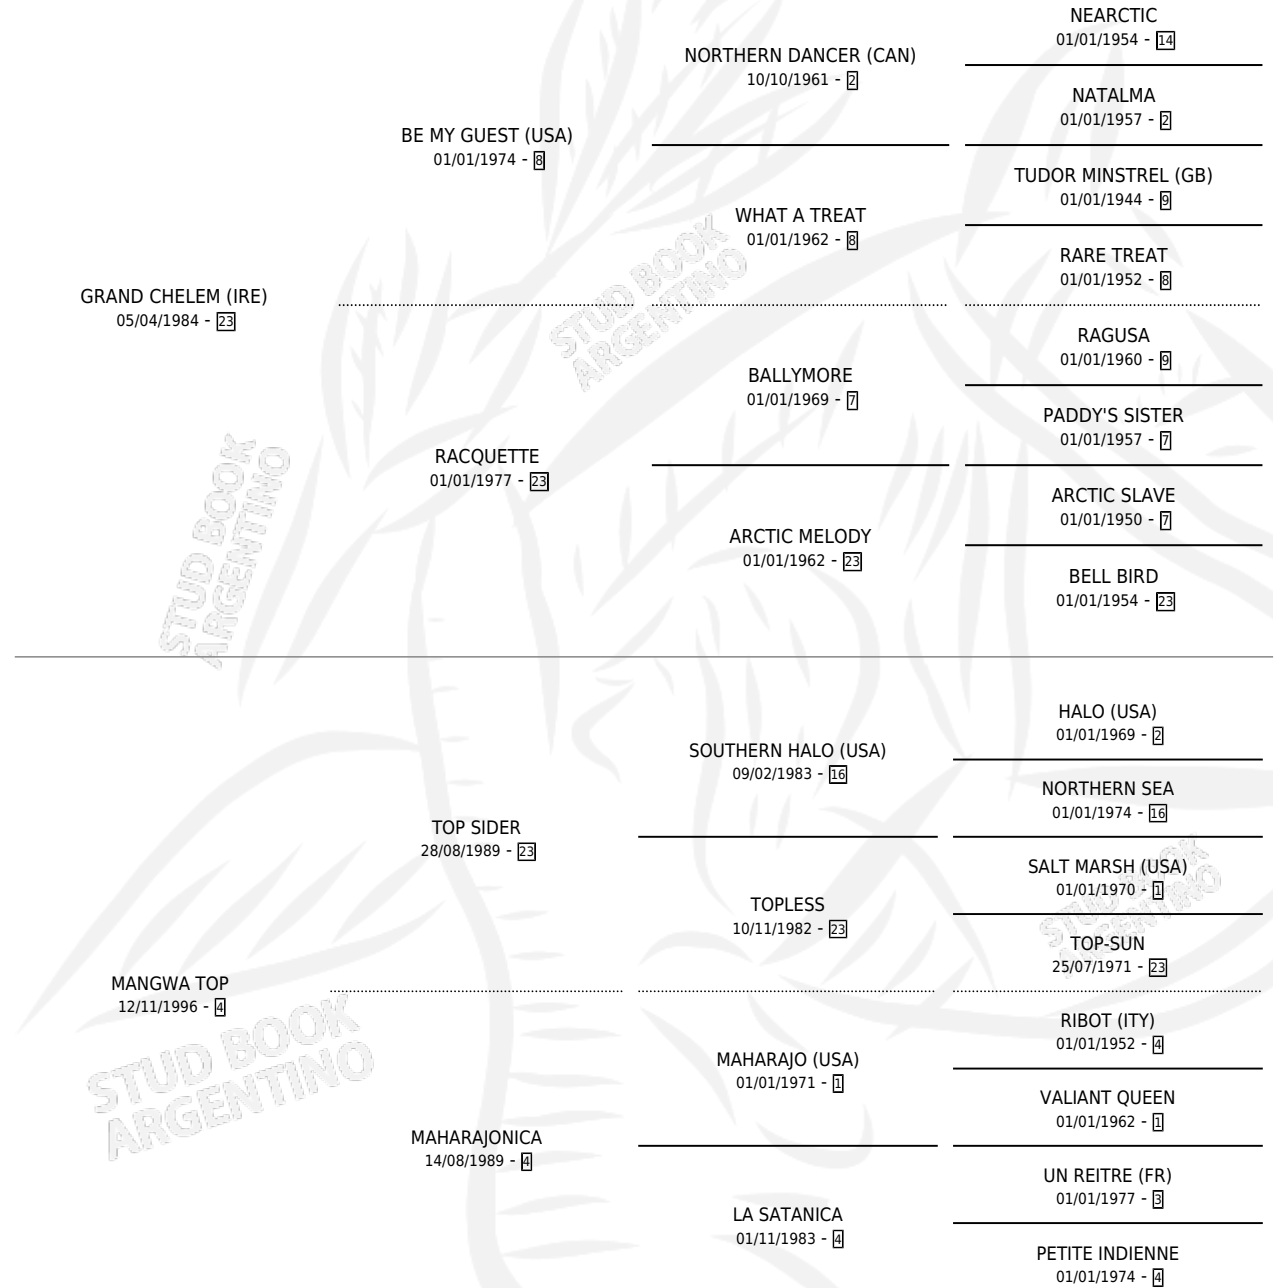 NEARCTIC
01/01/1954 - 14
NORTHERN DANCER (CAN)
10/10/1961 - 2
NATALMA
01/01/1957 - 2
BE MY GUEST (USA)
01/01/1974 - 8
TUDOR MINSTREL (GB)
01/01/1944 - 9
WHAT A TREAT
01/01/1962 - 8
RARE TREAT
01/01/1952 - 8
GRAND CHELEM (IRE)
05/04/1984 - 23
STUD BOOK
ARGENTINO
RAGUSA
01/01/1960 - 9
BALLYMORE
01/01/1969 - 7
PADDY'S SISTER
01/01/1957 - 7
RACQUETTE
01/01/1977 - 23
ARCTIC SLAVE
01/01/1950 - 7
ARCTIC MELODY
01/01/1962 - 23
BELL BIRD
01/01/1954 - 23
STUD BOOK
ARGENTINO
HALO (USA)
01/01/1969 - 2
SOUTHERN HALO (USA)
09/02/1983 - 16
NORTHERN SEA
01/01/1974 - 16
TOP SIDER
28/08/1989 - 23
SALT MARSH (USA)
01/01/1970 - 1
TOPLESS
10/11/1982 - 23
STUD BOOK
ARGENTINO
TOP-SUN
25/07/1971 - 23
MANGWA TOP
12/11/1996 - 4
RIBOT (ITY)
01/01/1952 - 4
MAHARAJO (USA)
01/01/1971 - 1
STUD BOOK
ARGENTINO
VALIANT QUEEN
01/01/1962 - 1
MAHARAJONICA
14/08/1989 - 4
UN REITRE (FR)
01/01/1977 - 3
LA SATANICA
01/11/1983 - 4
PETITE INDIENNE
01/01/1974 - 4